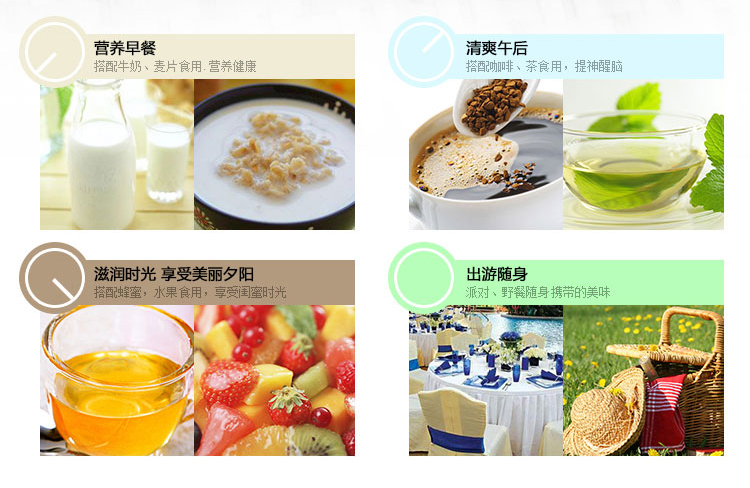 营养早餐
搭配牛奶、麦片食用.营养健康
清爽午后
搭配咖啡、茶食用，提神醒脑
滋润时光 享受美丽夕阳
搭配蜂蜜，水果食用，享受闺蜜时光
出游随身
派对、野餐随身携带的美味